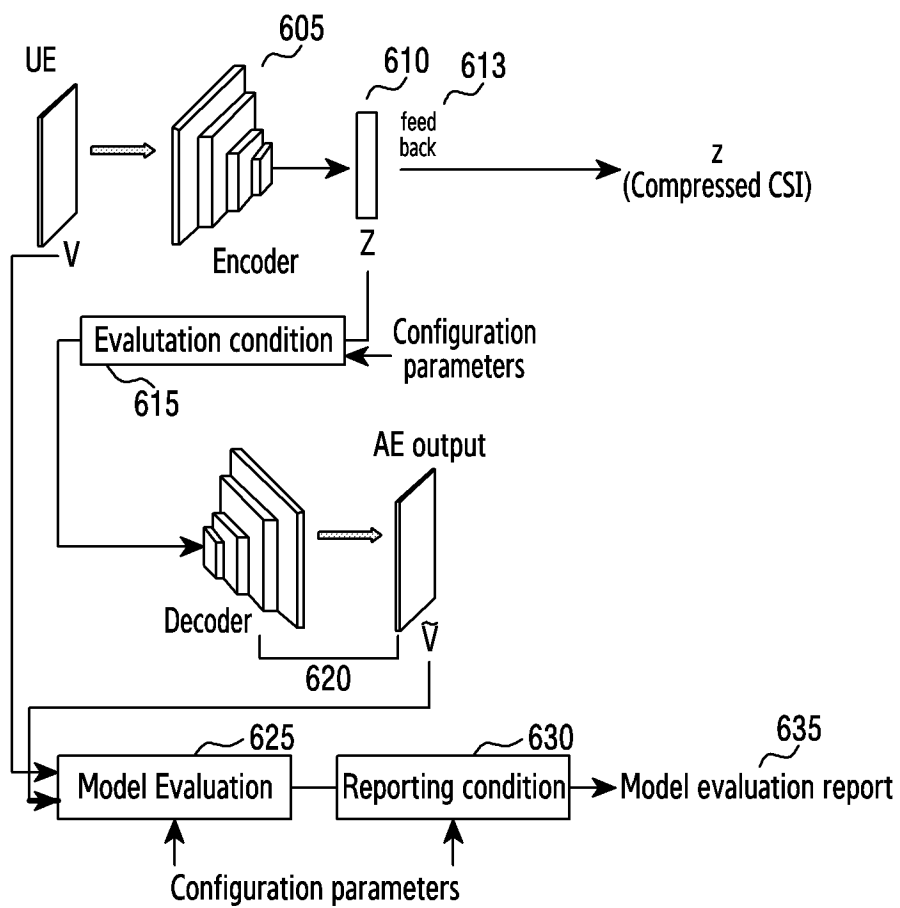 605
UE
610
613
feed
back
z
(Compressed CSI)
V
Encoder
Z
Evalutation condition
Configuration
parameters
615
AE output
Decoder
Ṽ
620
625
630
635
Model Evaluation
Reporting condition
Model evaluation report
Configuration parameters